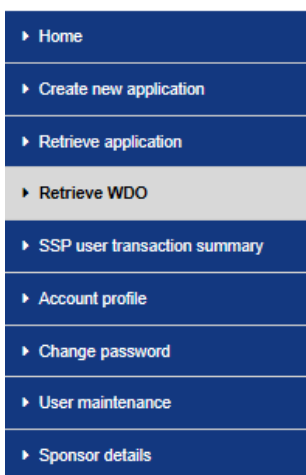 Home
Create new application
Retrieve application
Retrieve WDO
SSP user transaction summary
Account profile
Change password
User maintenance
Sponsor details